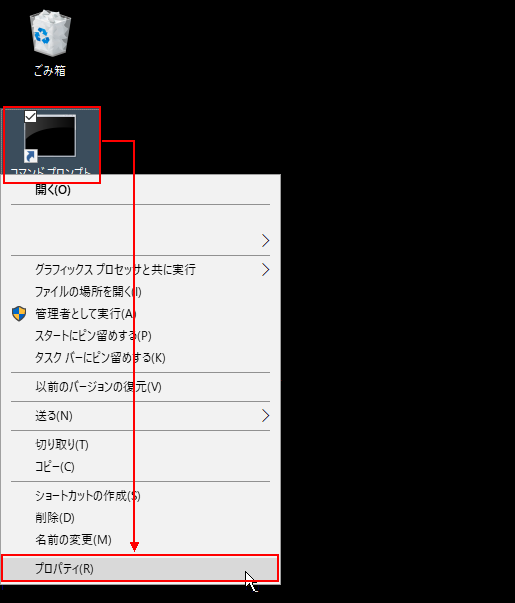 ごみ箱
コマンド プロンプト
開く(O)
グラフィックス プロセッサと共に実行
ファイルの場所を開く(I)
管理者として実行(A)
スタートにピン留めする(P)
タスク バーにピン留めする(K)
以前のバージョンの復元(V)
送る(N)
切り取り(T)
コピー(C)
ショートカットの作成(S)
削除(D)
名前の変更(M)
プロパティ(R)